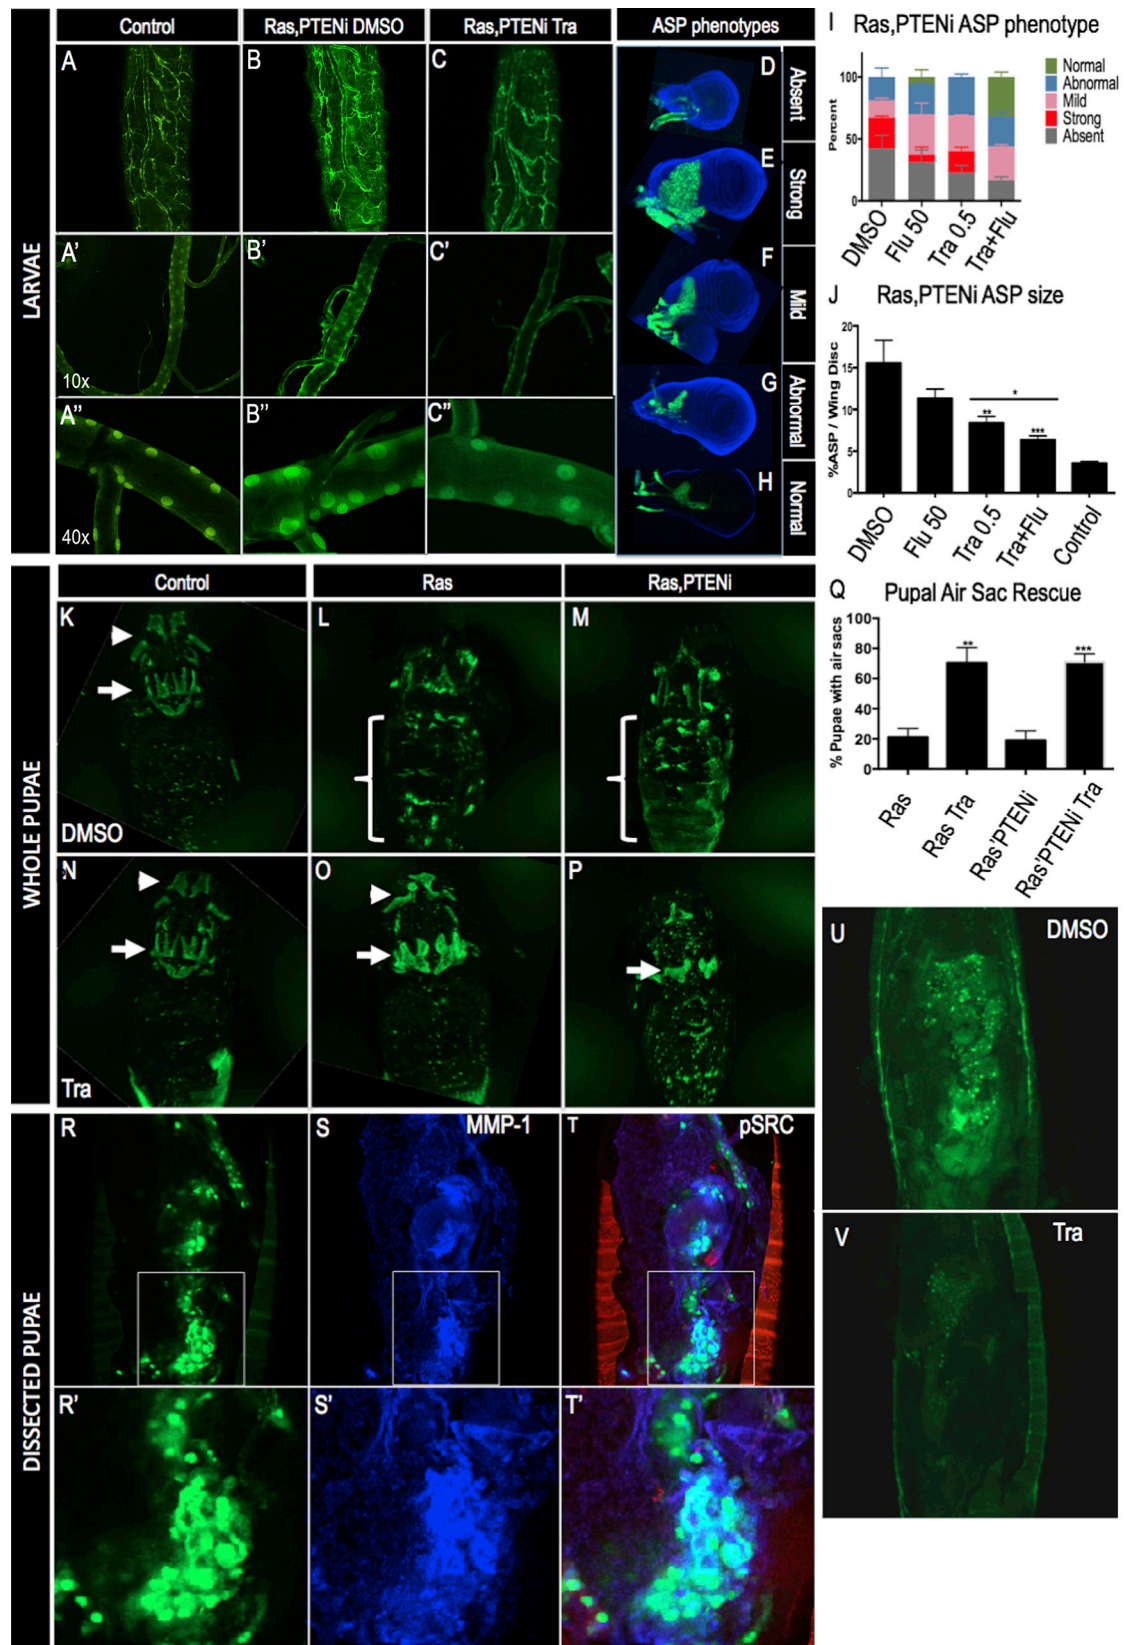 Control
Ras,PTENi DMSO
Ras,PTENi Tra
ASP phenotypes
LARVAE
A
B
C
A'
10x
B'
C'
A"
40x
B"
C"
D
Absent
E
Strong
F
Mild
G
Abnormal
H
Normal
I
Ras,PTENi ASP phenotype
Percent
100
50
0
Normal
Abnormal
Mild
Strong
Absent
DMSO
Flu 50
Tra 0.5
Tra+Flu
J
Ras,PTENi ASP size
%ASP / Wing Disc
20
15
10
5
0
**
*
***
DMSO
Flu 50
Tra 0.5
Tra+Flu
Control
Control
Ras
Ras,PTENi
WHOLE PUPAE
K
DMSO
L
M
N
Tra
O
P
Q
Pupal Air Sac Rescue
% Pupae with air sacs
100
80
60
40
20
0
**
***
Ras
Ras Tra
Ras'PTENi
Ras'PTENi Tra
DISSECTED PUPAE
R
S
MMP-1
T
pSRC
R'
S'
T'
U
DMSO
V
Tra